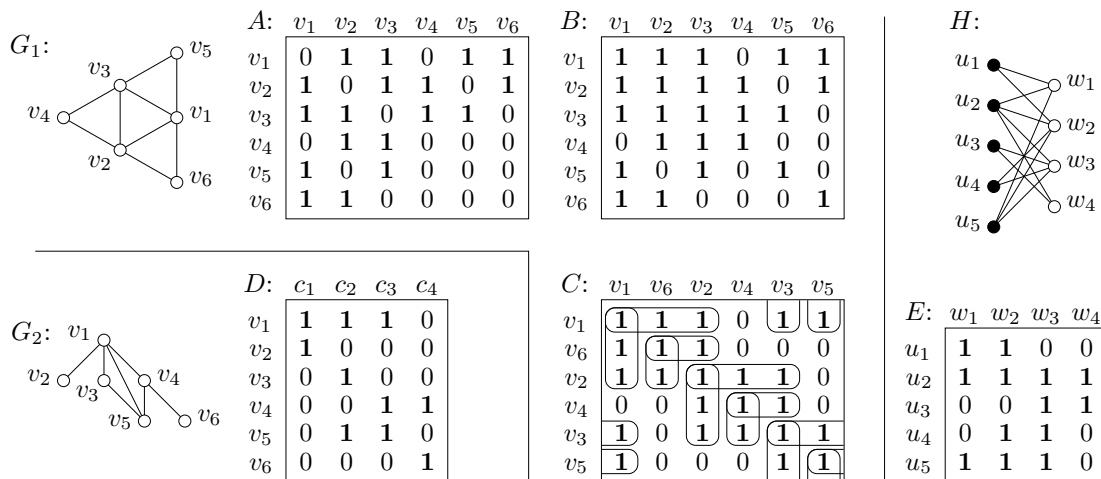 G1:
v5
v3
v4
v1
v2
v6
A: v1 v2 v3 v4 v5 v6
v1 0 1 1 0 1 1
v2 1 0 1 1 0 1
v3 1 1 0 1 1 0
v4 0 1 1 0 0 0
v5 1 0 1 0 0 0
v6 1 1 0 0 0 0
B: v1 v2 v3 v4 v5 v6
v1 1 1 1 0 1 1
v2 1 1 1 1 0 1
v3 1 1 1 1 1 0
v4 0 1 1 1 0 0
v5 1 0 1 0 1 0
v6 1 1 0 0 0 1
H:
u1
w1
u2
w2
u3
w3
u4
w4
u5
G2:
v1
v2
v3
v4
v5
v6
D: c1 c2 c3 c4
v1 1 1 1 0
v2 1 0 0 0
v3 0 1 0 0
v4 0 0 1 1
v5 0 1 1 0
v6 0 0 0 1
C: v1 v6 v2 v4 v3 v5
v1 1 1 1 0 1 1
v6 1 1 1 0 0 0
v2 1 1 1 1 1 0
v4 0 0 1 1 1 0
v3 1 0 1 1 1 1
v5 1 0 0 0 1 1
E: w1 w2 w3 w4
u1 1 1 0 0
u2 1 1 1 1
u3 0 0 1 1
u4 0 1 1 0
u5 1 1 1 0